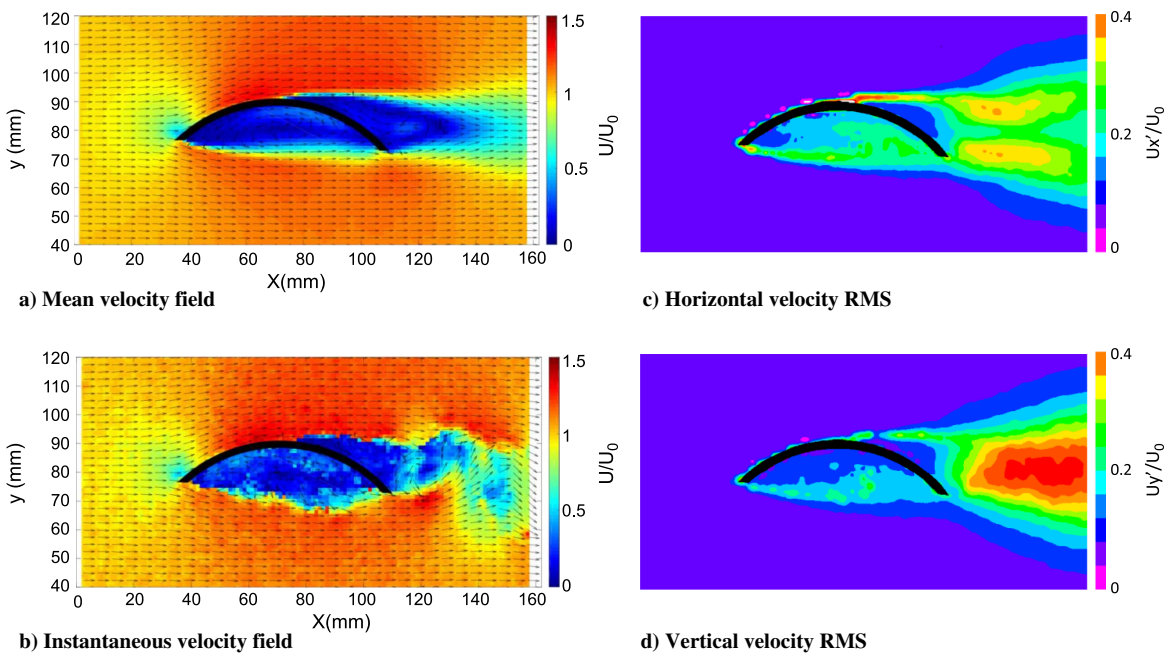 120
110
100
90
80
70
60
50
40
y (mm)
0 20 40 60 80 100 120 140 160
X(mm)
1.5
1
0.5
0
U/U0
a) Mean velocity field
0.4
0.2
0
Ux'/U0
c) Horizontal velocity RMS
120
110
100
90
80
70
60
50
40
y (mm)
0 20 40 60 80 100 120 140 160
X(mm)
1.5
1
0.5
0
U/U0
b) Instantaneous velocity field
0.4
0.2
0
Uy'/U0
d) Vertical velocity RMS